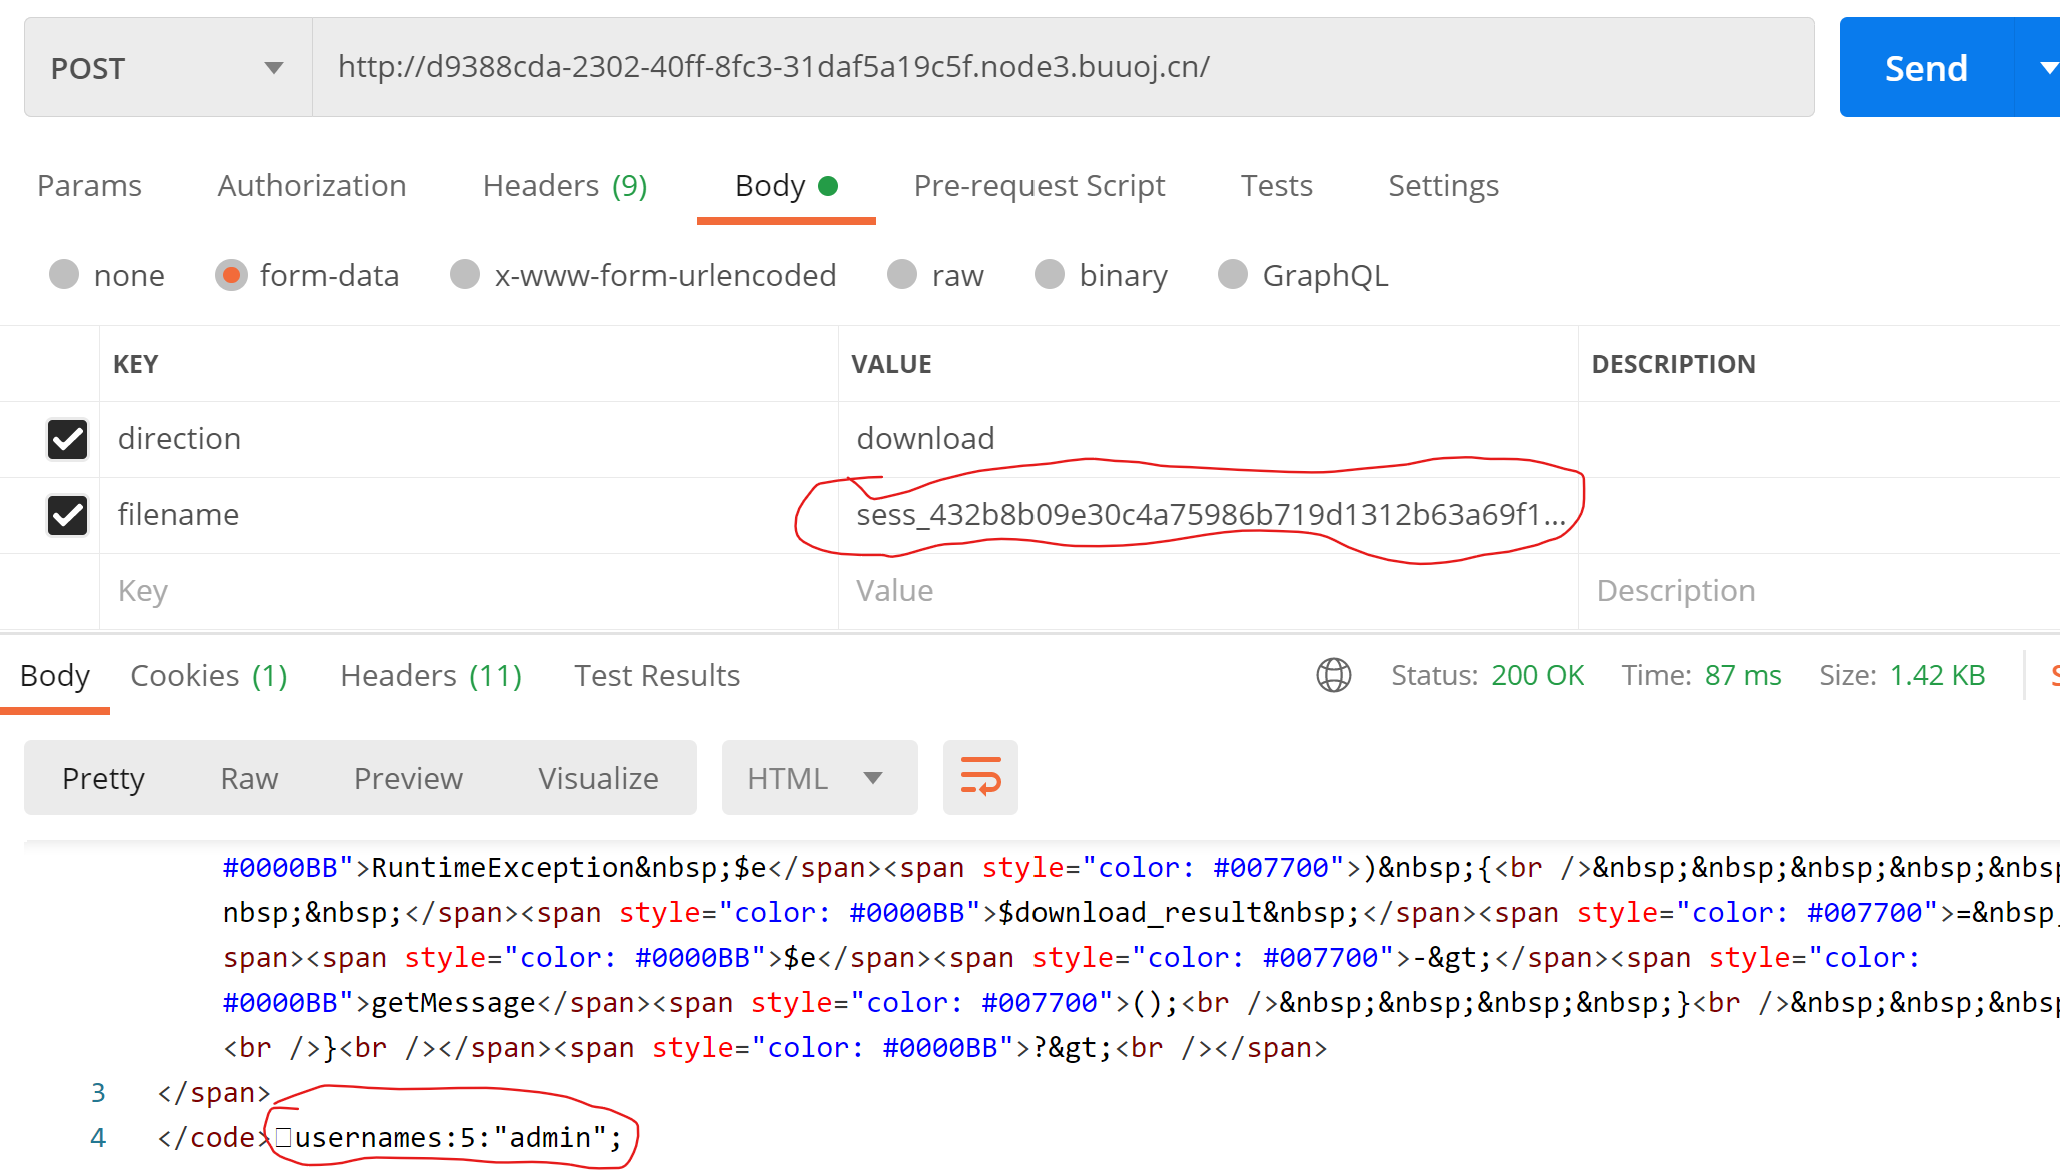 POST http://d9388cda-2302-40ff-8fc3-31daf5a19c5f.node3.buuoj.cn/ Send
Params Authorization Headers (9) Body Pre-request Script Tests Settings
none form-data x-www-form-urlencoded raw binary GraphQL
KEY VALUE DESCRIPTION
direction download
filename sess_432b8b09e30c4a75986b719d1312b63a69f1...
Key Value Description
Body Cookies (1) Headers (11) Test Results Status: 200 OK Time: 87 ms Size: 1.42 KB
Pretty Raw Preview Visualize HTML
#0000BB">RuntimeException&nbsp;$e</span><span style="color: #007700">)&nbsp;{<br />&nbsp;&nbsp;&nbsp;&nbsp;&nbsp
nbsp;&nbsp;</span><span style="color: #0000BB">$download_result&nbsp;</span><span style="color: #007700">=&nbsp
span><span style="color: #0000BB">$e</span><span style="color: #007700">-&gt;</span><span style="color:
#0000BB">getMessage</span><span style="color: #007700">();<br />&nbsp;&nbsp;&nbsp;&nbsp;}<br />&nbsp;&nbsp;&nbsp
<br />}<br /></span><span style="color: #0000BB">?&gt;<br /></span>
3 </span>
4 </code>□usernames:5:"admin";